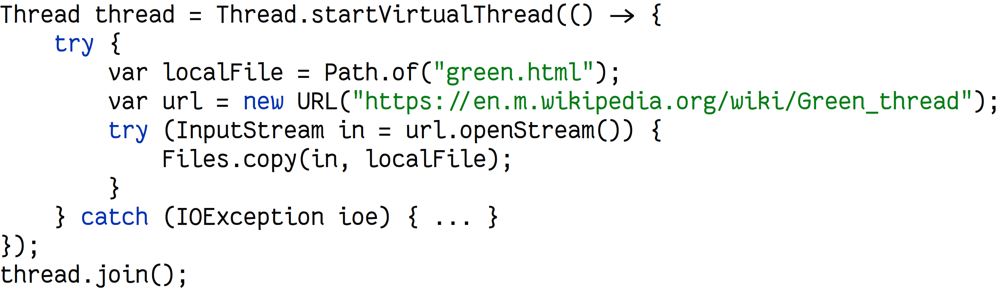 Thread thread = Thread.startVirtualThread(() -> {
    try {
        var localFile = Path.of("green.html");
        var url = new URL("https://en.m.wikipedia.org/wiki/Green_thread");
        try (InputStream in = url.openStream()) {
            Files.copy(in, localFile);
        }
    } catch (IOException ioe) { ... }
});
thread.join();